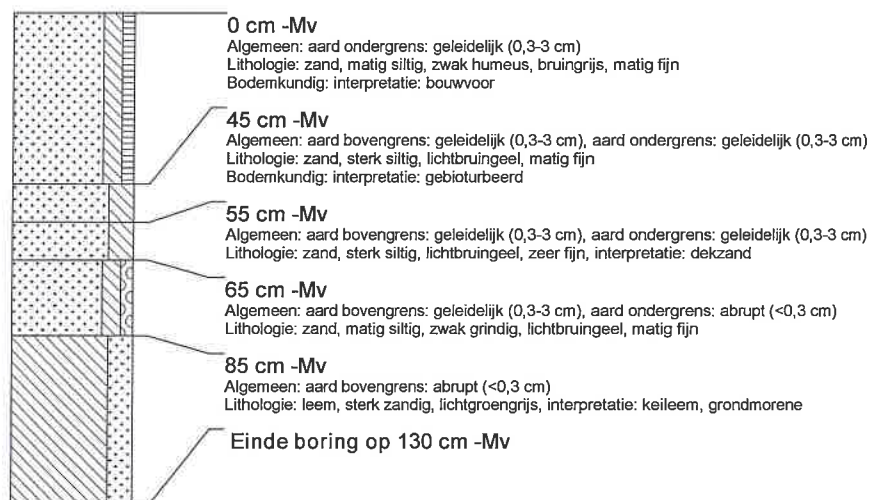 0 cm -Mv
Algemeen: aard ondergrens: geleidelijk (0,3-3 cm)
Lithologie: zand, matig siltig, zwak humeus, bruingrijs, matig fijn
Bodemkundig: interpretatie: bouwvoor
45 cm -Mv
Algemeen: aard bovengrens: geleidelijk (0,3-3 cm), aard ondergrens: geleidelijk (0,3-3 cm)
Lithologie: zand, sterk siltig, lichtbruingeel, matig fijn
Bodemkundig: interpretatie: gebioturbeerd
55 cm -Mv
Algemeen: aard bovengrens: geleidelijk (0,3-3 cm), aard ondergrens: geleidelijk (0,3-3 cm)
Lithologie: zand, sterk siltig, lichtbruingeel, zeer fijn, interpretatie: dekzand
65 cm -Mv
Algemeen: aard bovengrens: geleidelijk (0,3-3 cm), aard ondergrens: abrupt (<0,3 cm)
Lithologie: zand, matig siltig, zwak grindig, lichtbruingeel, matig fijn
85 cm -Mv
Algemeen: aard bovengrens: abrupt (<0,3 cm)
Lithologie: leem, sterk zandig, lichtgroengrijs, interpretatie: keileem, grondmorene
Einde boring op 130 cm -Mv